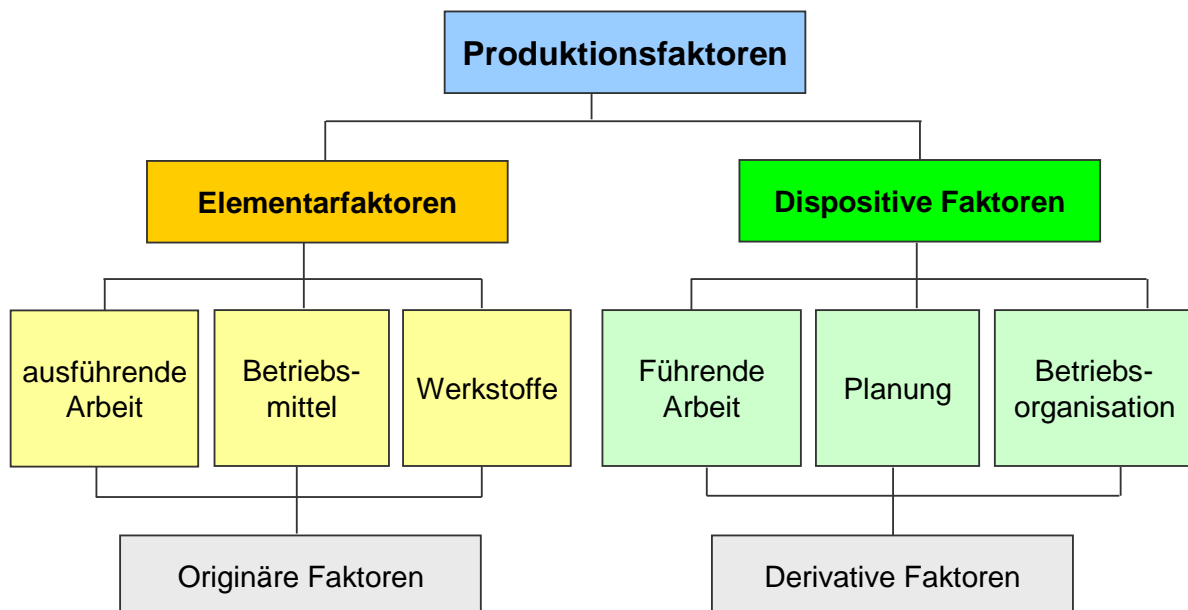 Produktionsfaktoren
Elementarfaktoren
Dispositive Faktoren
ausführende
Arbeit
Betriebs-
mittel
Werkstoffe
Führende
Arbeit
Planung
Betriebs-
organisation
Originäre Faktoren
Derivative Faktoren